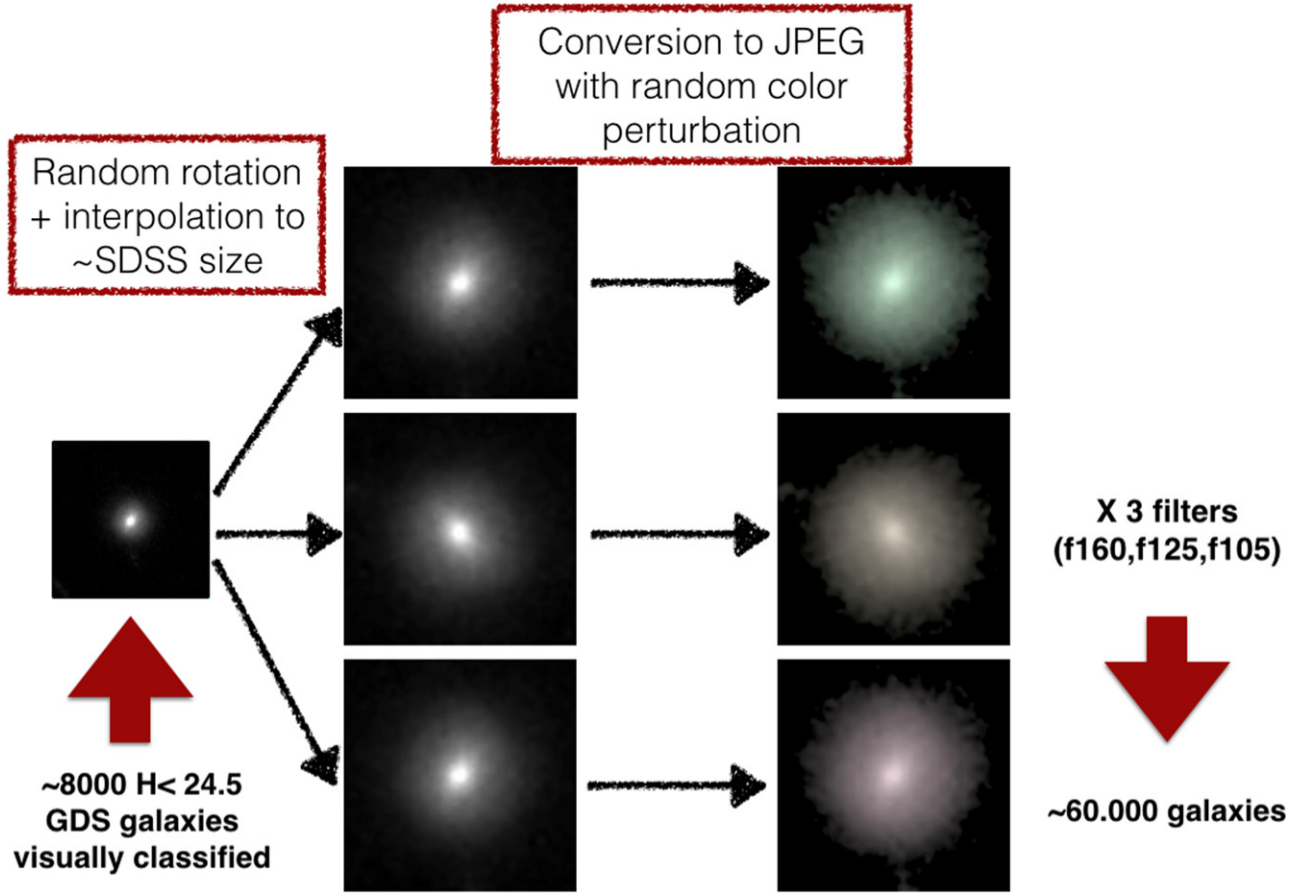 Conversion to JPEG
with random color
perturbation
Random rotation
+ interpolation to
~SDSS size
X 3 filters
(f160,f125,f105)
~8000 H< 24.5
GDS galaxies
visually classified
~60.000 galaxies